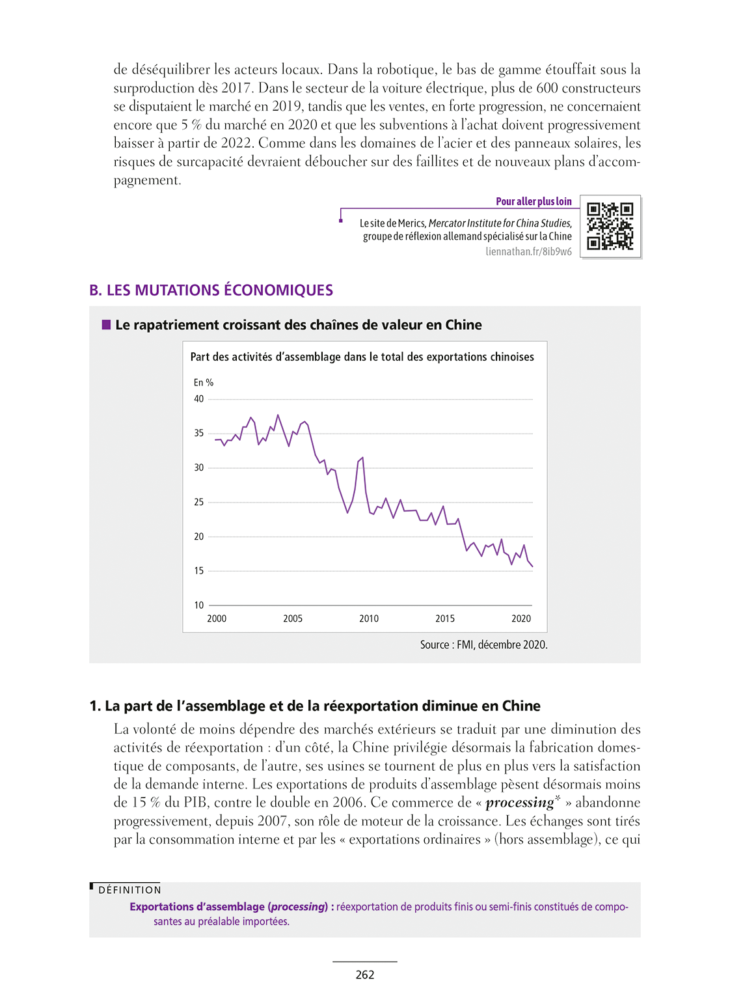 de déséquilibrer les acteurs locaux. Dans la robotique, le bas de gamme étouffait sous la
surproduction dès 2017. Dans le secteur de la voiture électrique, plus de 600 constructeurs
se disputaient le marché en 2019, tandis que les ventes, en forte progression, ne concernaient
encore que 5 % du marché en 2020 et que les subventions à l’achat doivent progressivement
baisser à partir de 2022. Comme dans les domaines de l’acier et des panneaux solaires, les
risques de surcapacité devraient déboucher sur des faillites et de nouveaux plans d’accom-
pagnement.
Pour aller plus loin
Le site de Merics, Mercator Institute for China Studies,
groupe de réflexion allemand spécialisé sur la Chine
liennathan.fr/8ib9w6
B. LES MUTATIONS ÉCONOMIQUES
Le rapatriement croissant des chaînes de valeur en Chine
Part des activités d’assemblage dans le total des exportations chinoises
En %
40
35
30
25
20
15
10
2000 2005 2010 2015 2020
Source : FMI, décembre 2020.
1. La part de l’assemblage et de la réexportation diminue en Chine
La volonté de moins dépendre des marchés extérieurs se traduit par une diminution des
activités de réexportation : d’un côté, la Chine privilégie désormais la fabrication domes-
tique de composants, de l’autre, ses usines se tournent de plus en plus vers la satisfaction
de la demande interne. Les exportations de produits d’assemblage pèsent désormais moins
de 15 % du PIB, contre le double en 2006. Ce commerce de « processing* » abandonne
progressivement, depuis 2007, son rôle de moteur de la croissance. Les échanges sont tirés
par la consommation interne et par les « exportations ordinaires » (hors assemblage), ce qui
DÉFINITION
Exportations d’assemblage (processing) : réexportation de produits finis ou semi-finis constitués de compo-
santes au préalable importées.
262